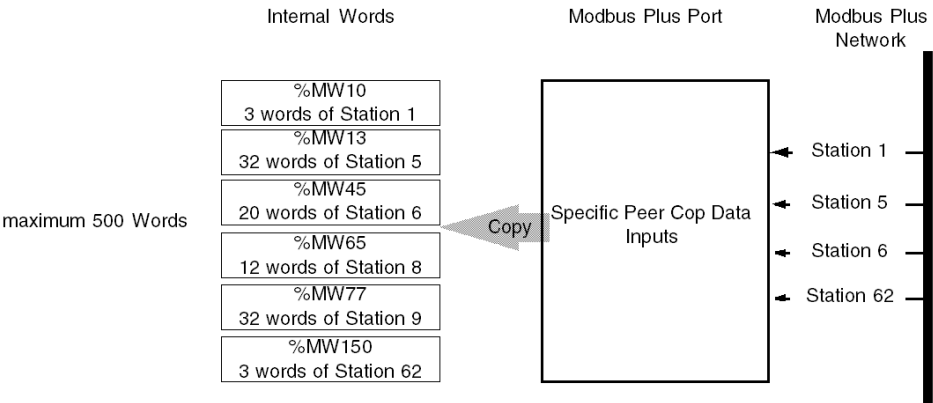 Internal Words
Modbus Plus Port
Modbus Plus
Network
%MW10
3 words of Station 1
%MW13
32 words of Station 5
%MW45
20 words of Station 6
%MW65
12 words of Station 8
%MW77
32 words of Station 9
%MW150
3 words of Station 62
maximum 500 Words
Copy
Specific Peer Cop Data
Inputs
Station 1
Station 5
Station 6
Station 62